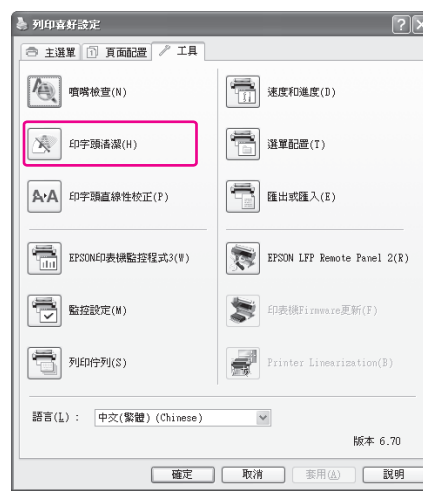 列印喜好設定
主選單 頁面配置 工具
噴嘴檢查(N)
速度和進度(D)
印字頭清潔(H)
選單配置(T)
印字頭直線性校正(P)
匯出或匯入(E)
EPSON印表機監控程式3(W)
EPSON LFP Remote Panel 2(R)
監控設定(M)
印表機Firmware更新(F)
列印佇列(S)
Printer Linearization(B)
語言(L): 中文(繁體) (Chinese)
版本 6.70
確定 取消 套用(A) 說明